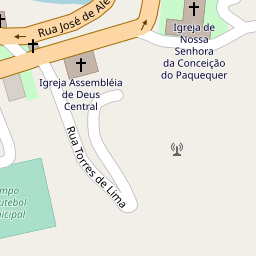 Rua José de Ale
Igreja de
Nossa
Senhora
da Conceição
do Paquequer
Igreja Assembléia
de Deus
Central
Rua Torres de Lima
mpo
utebol
nicipal